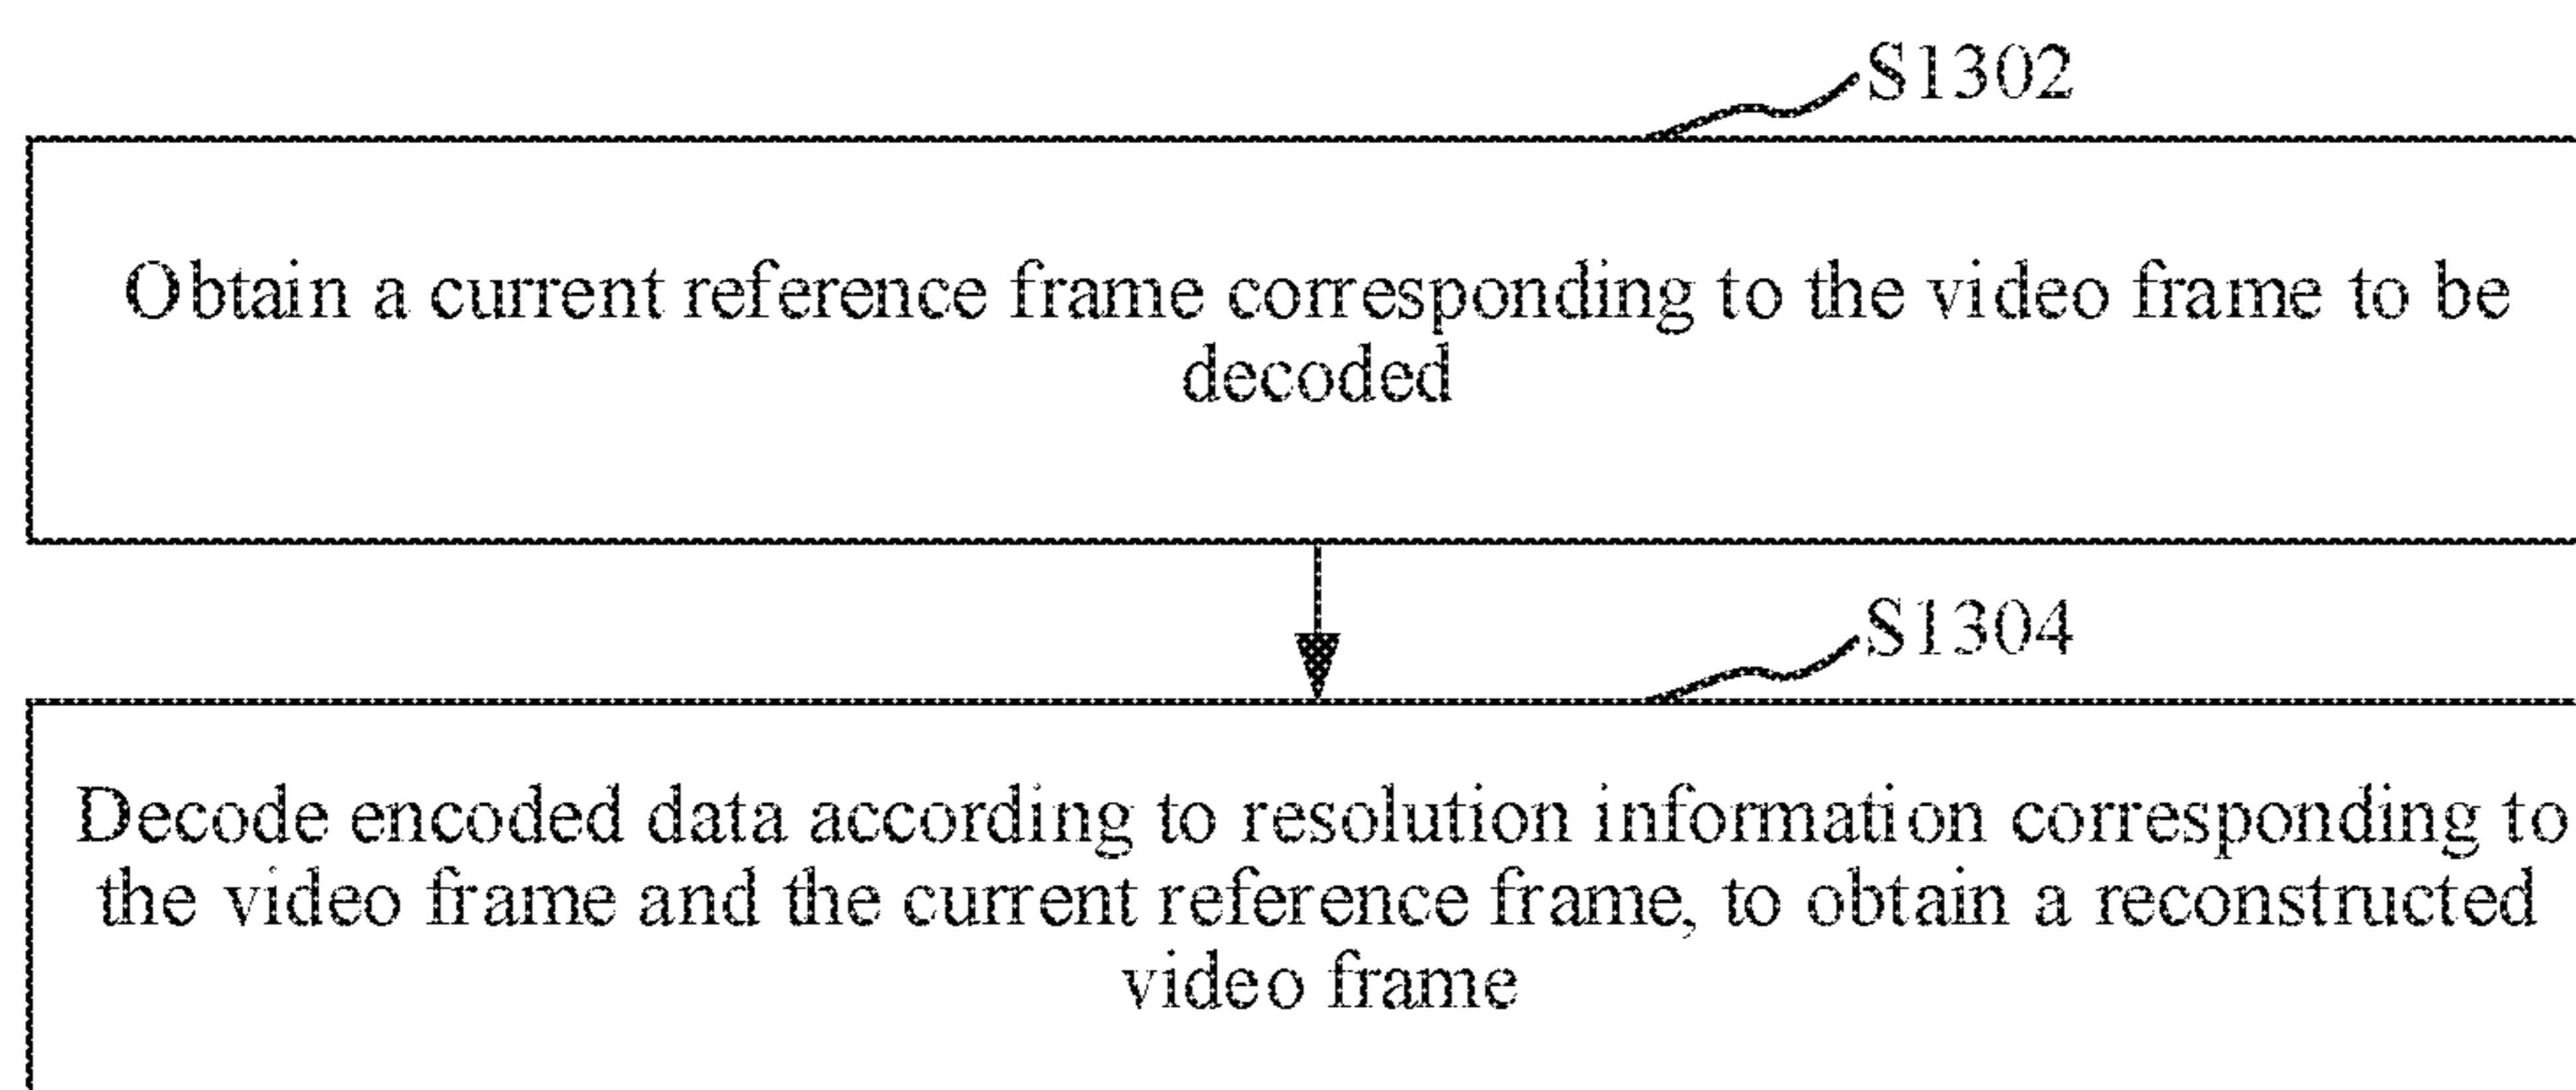 S1302
Obtain a current reference frame corresponding to the video frame to be
decoded
S1304
Decode encoded data according to resolution information corresponding to
the video frame and the current reference frame, to obtain a reconstructed
video frame